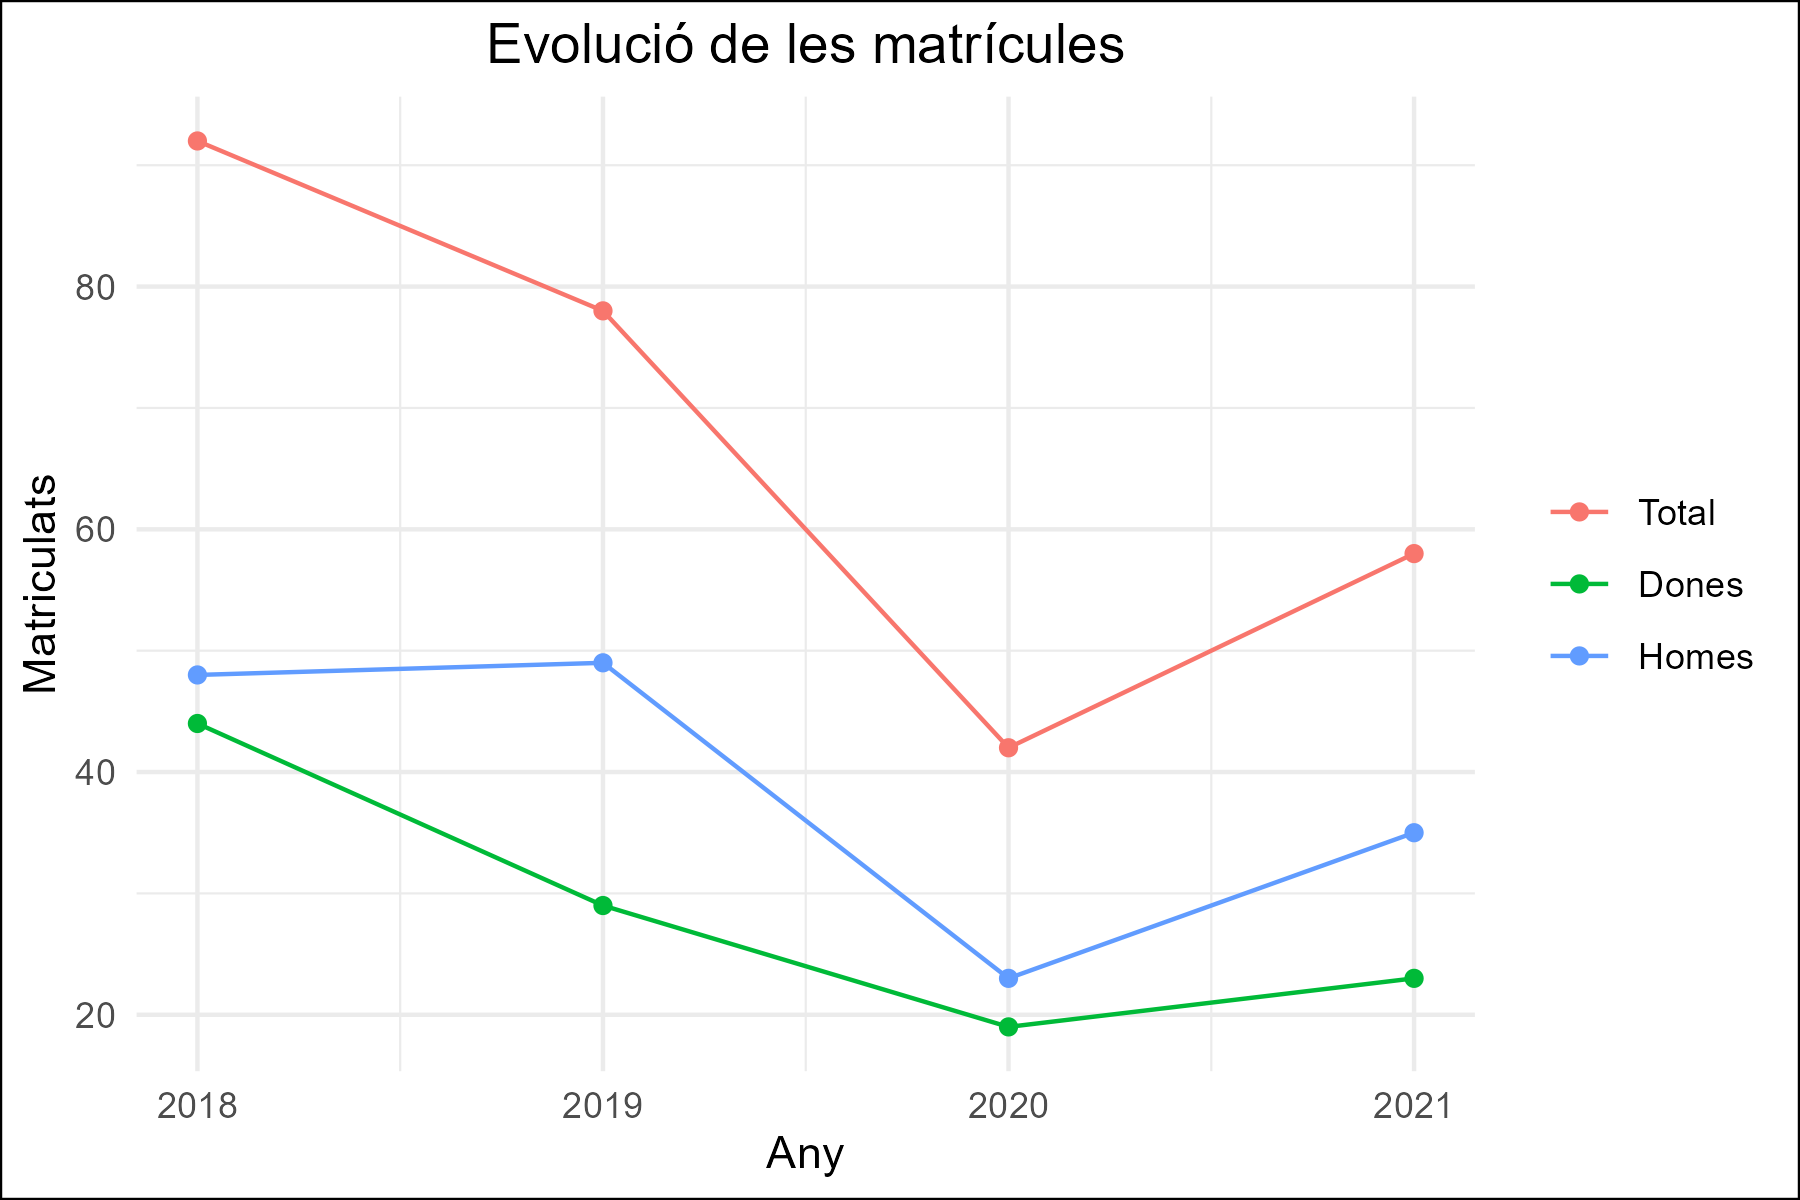 Evolució de les matrícules
Matriculats
80
60
40
20
2018 2019 2020 2021
Any
Total
Dones
Homes